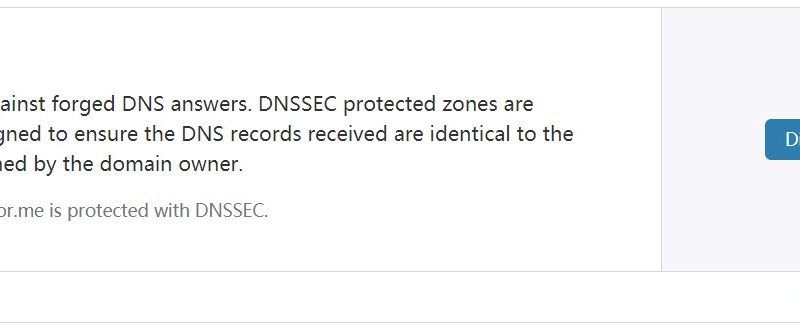 ainst forged DNS answers. DNSSEC protected zones are
gned to ensure the DNS records received are identical to the
ned by the domain owner.
or.me is protected with DNSSEC.